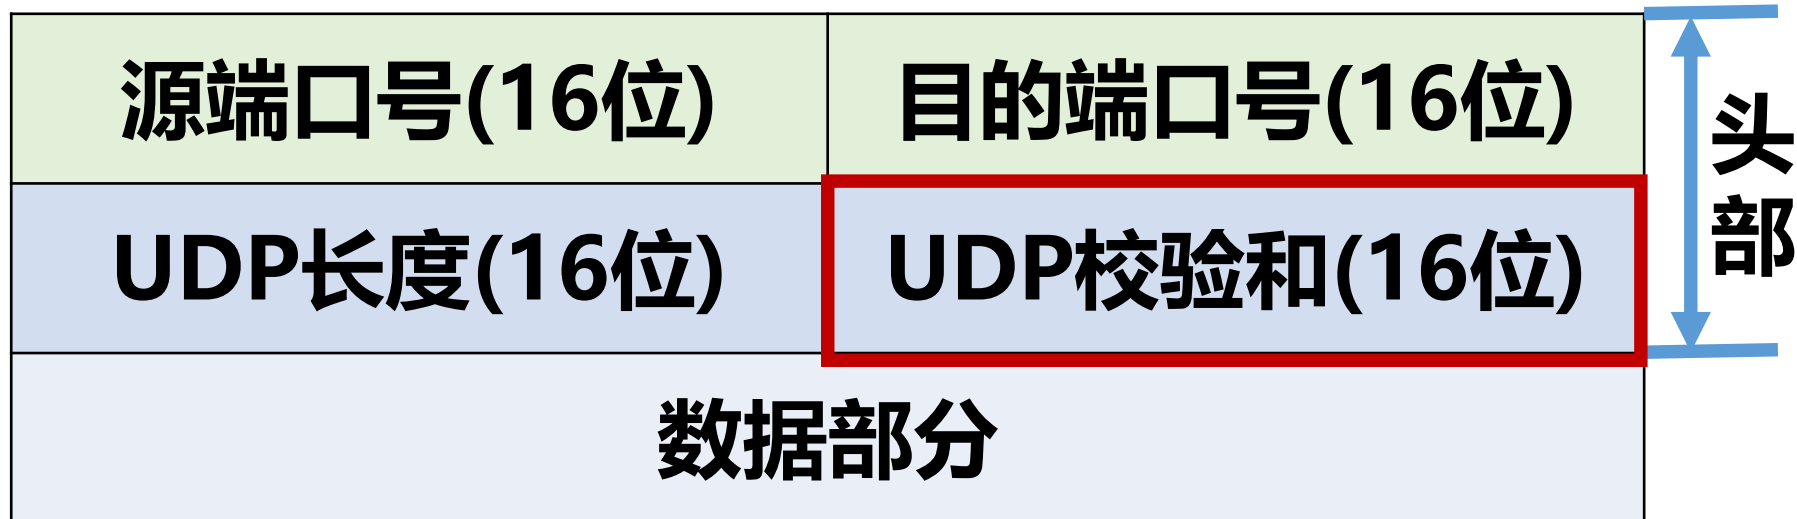 源端口号(16位)
目的端口号(16位)
UDP长度(16位)
UDP校验和(16位)
数据部分
头部